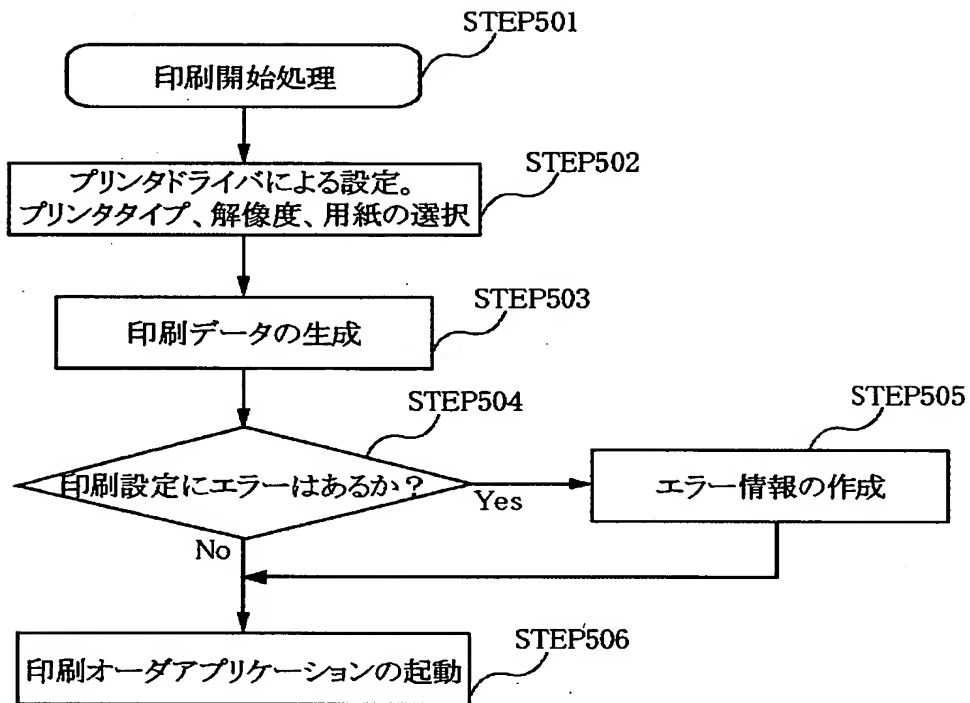 STEP501
印刷開始処理
STEP502
プリンタドライバによる設定。
プリンタタイプ、解像度、用紙の選択
STEP503
印刷データの生成
STEP504
印刷設定にエラーはあるか？
STEP505
エラー情報の作成
Yes
No
STEP506
印刷オーダアプリケーションの起動